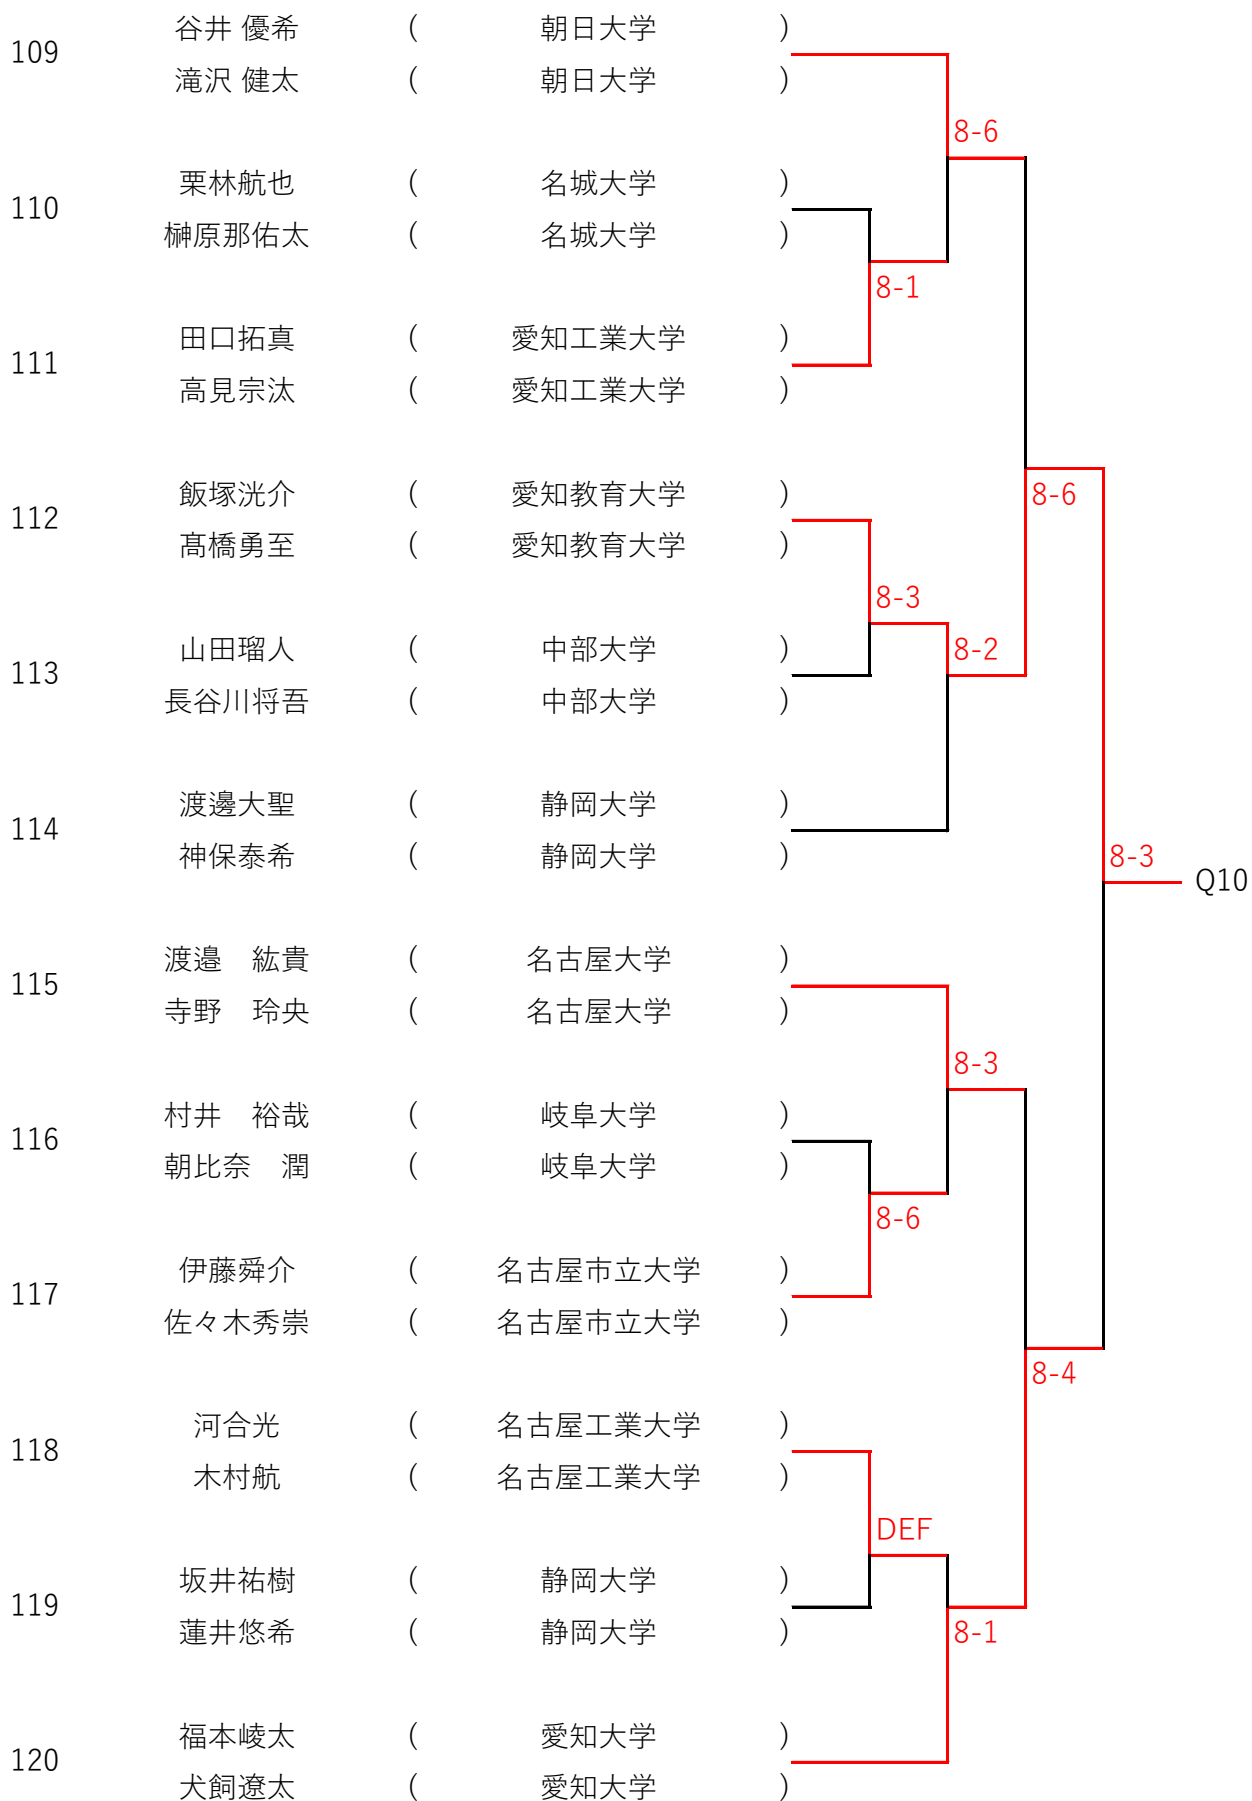 谷井 優希 ( 朝日大学 )
109
滝沢 健太 ( 朝日大学 )
8-6
栗林航也 ( 名城大学 )
110
榊原那佑太 ( 名城大学 )
8-1
田口拓真 ( 愛知工業大学 )
111
高見宗汰 ( 愛知工業大学 )
飯塚洸介 ( 愛知教育大学 )
8-6
112
髙橋勇至 ( 愛知教育大学 )
8-3
山田瑠人 ( 中部大学 )
8-2
113
長谷川将吾 ( 中部大学 )
渡邊大聖 ( 静岡大学 )
114
神保泰希 ( 静岡大学 )
8-3
Q10
渡邉　紘貴 ( 名古屋大学 )
115
寺野　玲央 ( 名古屋大学 )
8-3
村井　裕哉 ( 岐阜大学 )
116
朝比奈　潤 ( 岐阜大学 )
8-6
伊藤舜介 ( 名古屋市立大学 )
117
佐々木秀崇 ( 名古屋市立大学 )
8-4
河合光 ( 名古屋工業大学 )
118
木村航 ( 名古屋工業大学 )
DEF
坂井祐樹 ( 静岡大学 )
119
蓮井悠希 ( 静岡大学 )
8-1
福本崚太 ( 愛知大学 )
120
犬飼遼太 ( 愛知大学 )